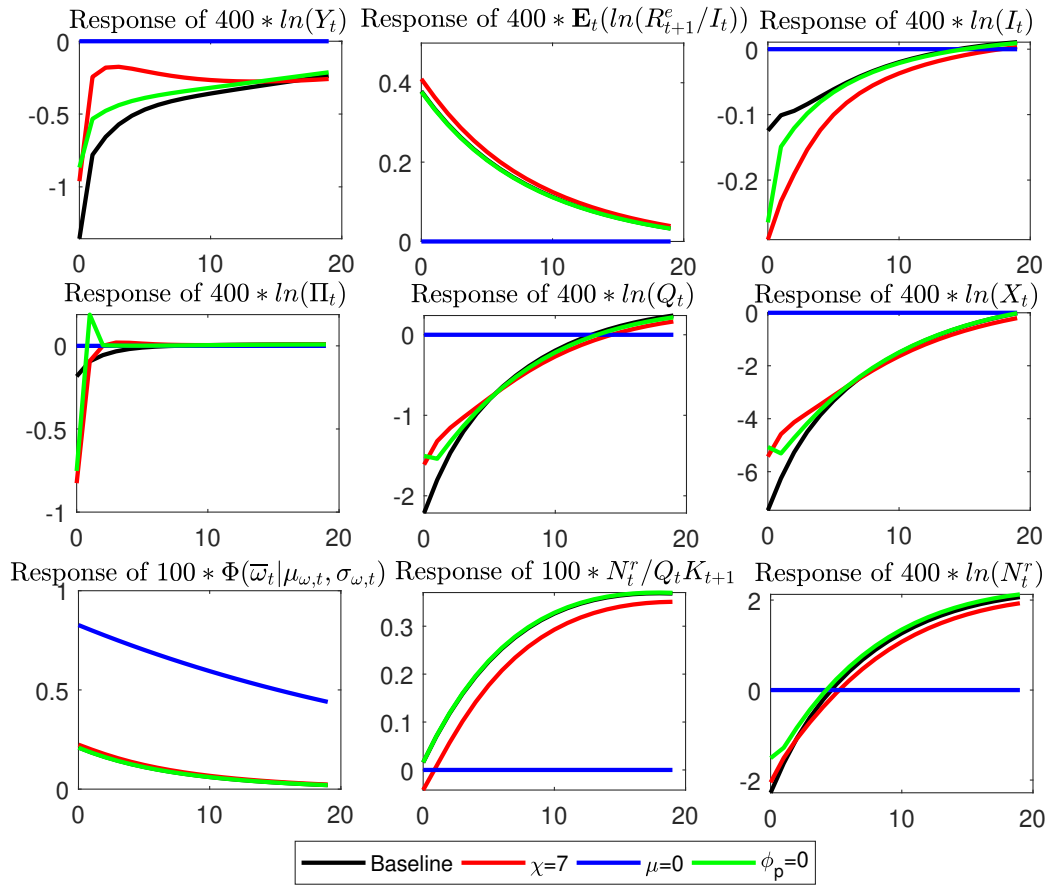 Response of 400 * ln(Y_t)
0
-0.5
-1
0 10 20
Response of 400 * E_t(ln(R^e_{t+1}/I_t))
0.4
0.2
0
0 10 20
Response of 400 * ln(I_t)
0
-0.1
-0.2
0 10 20
Response of 400 * ln(Π_t)
0
-0.5
-1
0 10 20
Response of 400 * ln(Q_t)
0
-1
-2
0 10 20
Response of 400 * ln(X_t)
0
-2
-4
-6
0 10 20
Response of 100 * Φ(ω̄_t|μ_{ω,t}, σ_{ω,t})
1
0.5
0
0 10 20
Response of 100 * N^r_t/Q_tK_{t+1}
0.3
0.2
0.1
0
0 10 20
Response of 400 * ln(N^r_t)
2
0
-2
0 10 20
Baseline χ=7 μ=0 ϕ_p=0